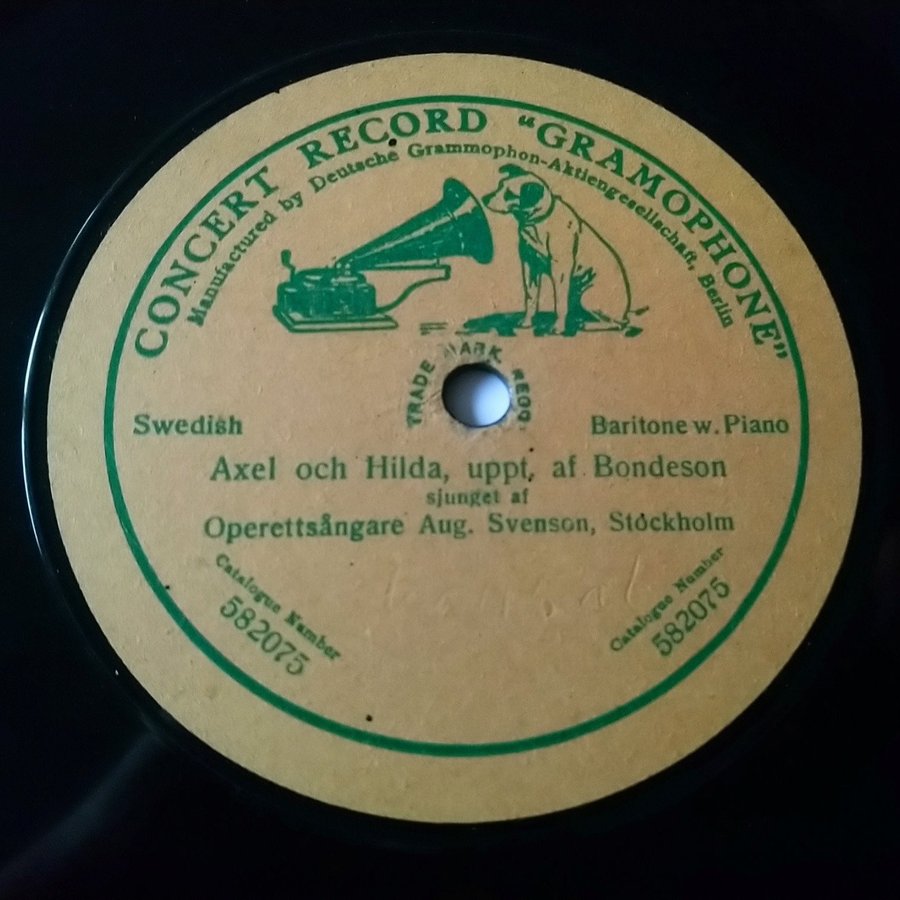 CONCERT RECORD "GRAMOPHONE"
Manufactured by Deutsche Grammophon-Aktiengesellschaft, Berlin
TRADE MARK REGD.
Swedish
Baritone w. Piano
Axel och Hilda, uppt. af Bondeson
sjunget af
Operettsångare Aug. Svenson, Stockholm
Catalogue Number
582075
Catalogue Number
582075